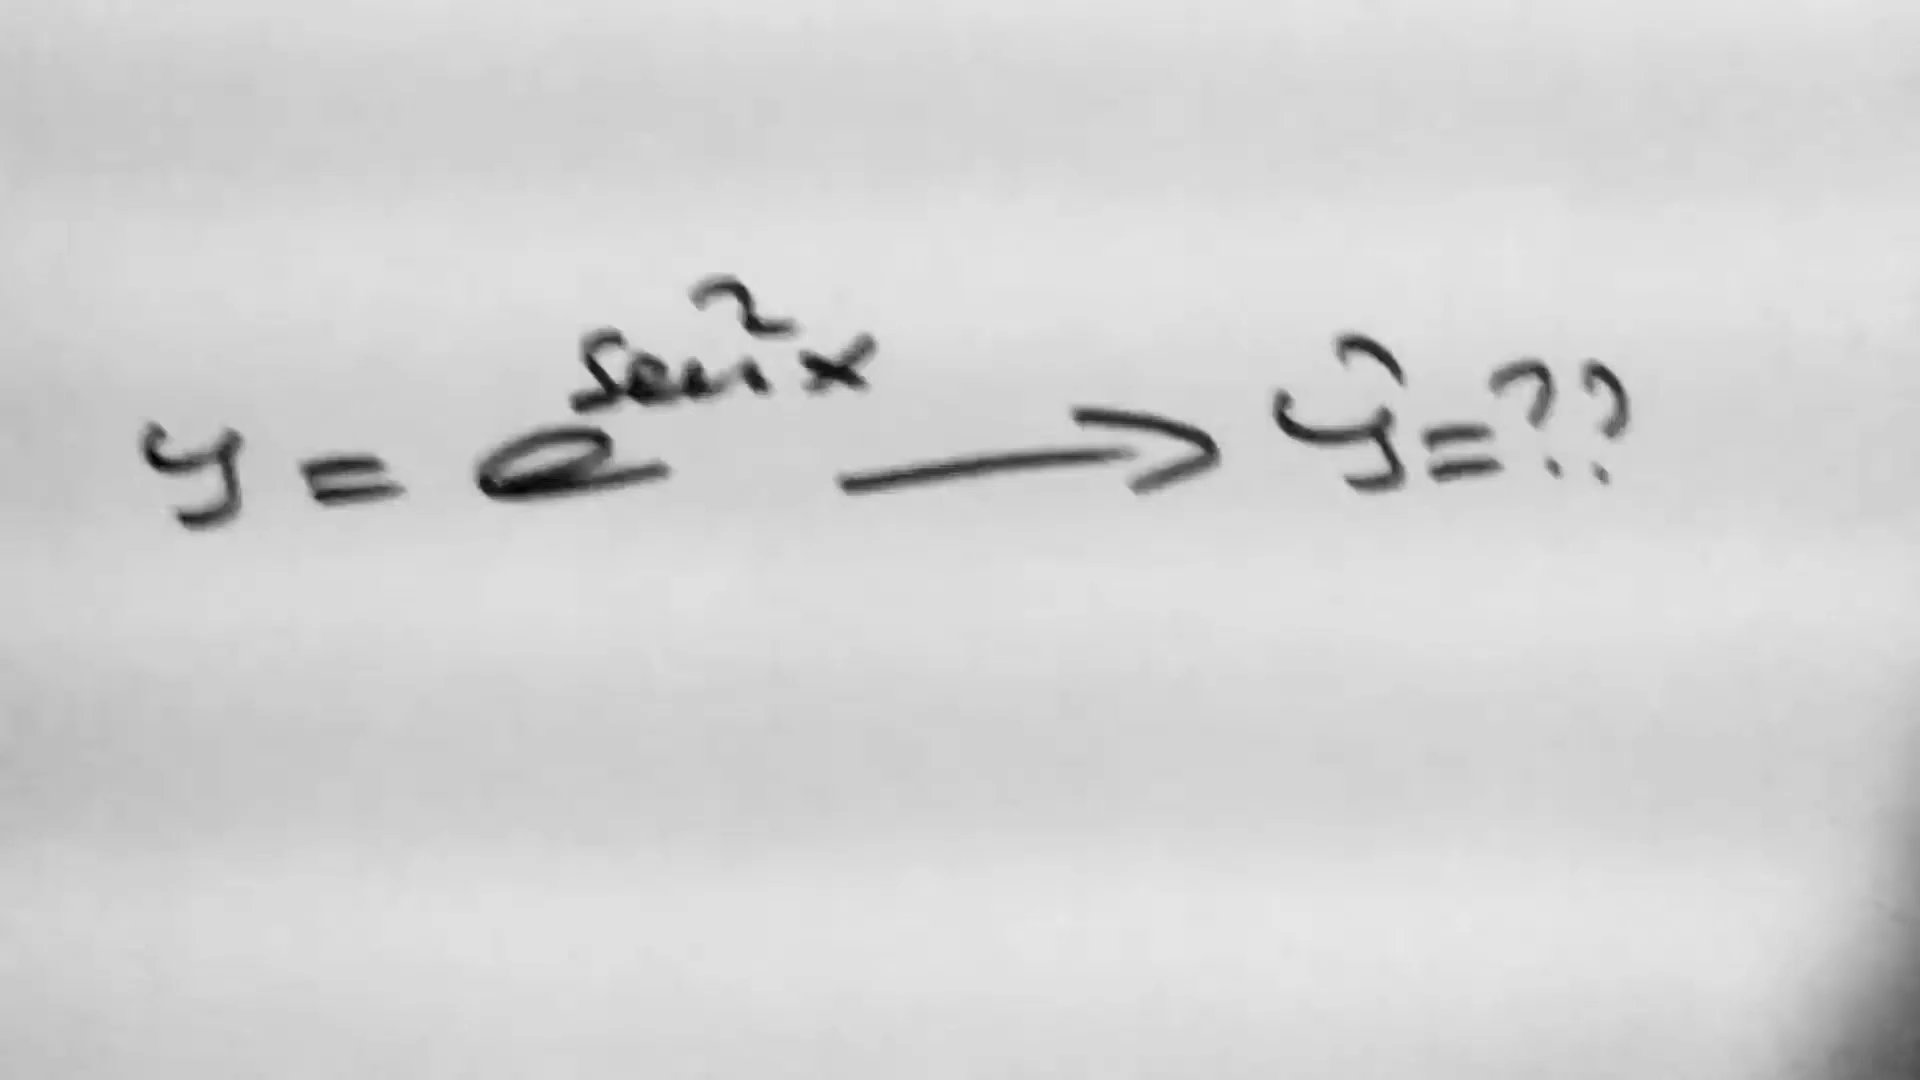 y = e^sen²x → y' = ??